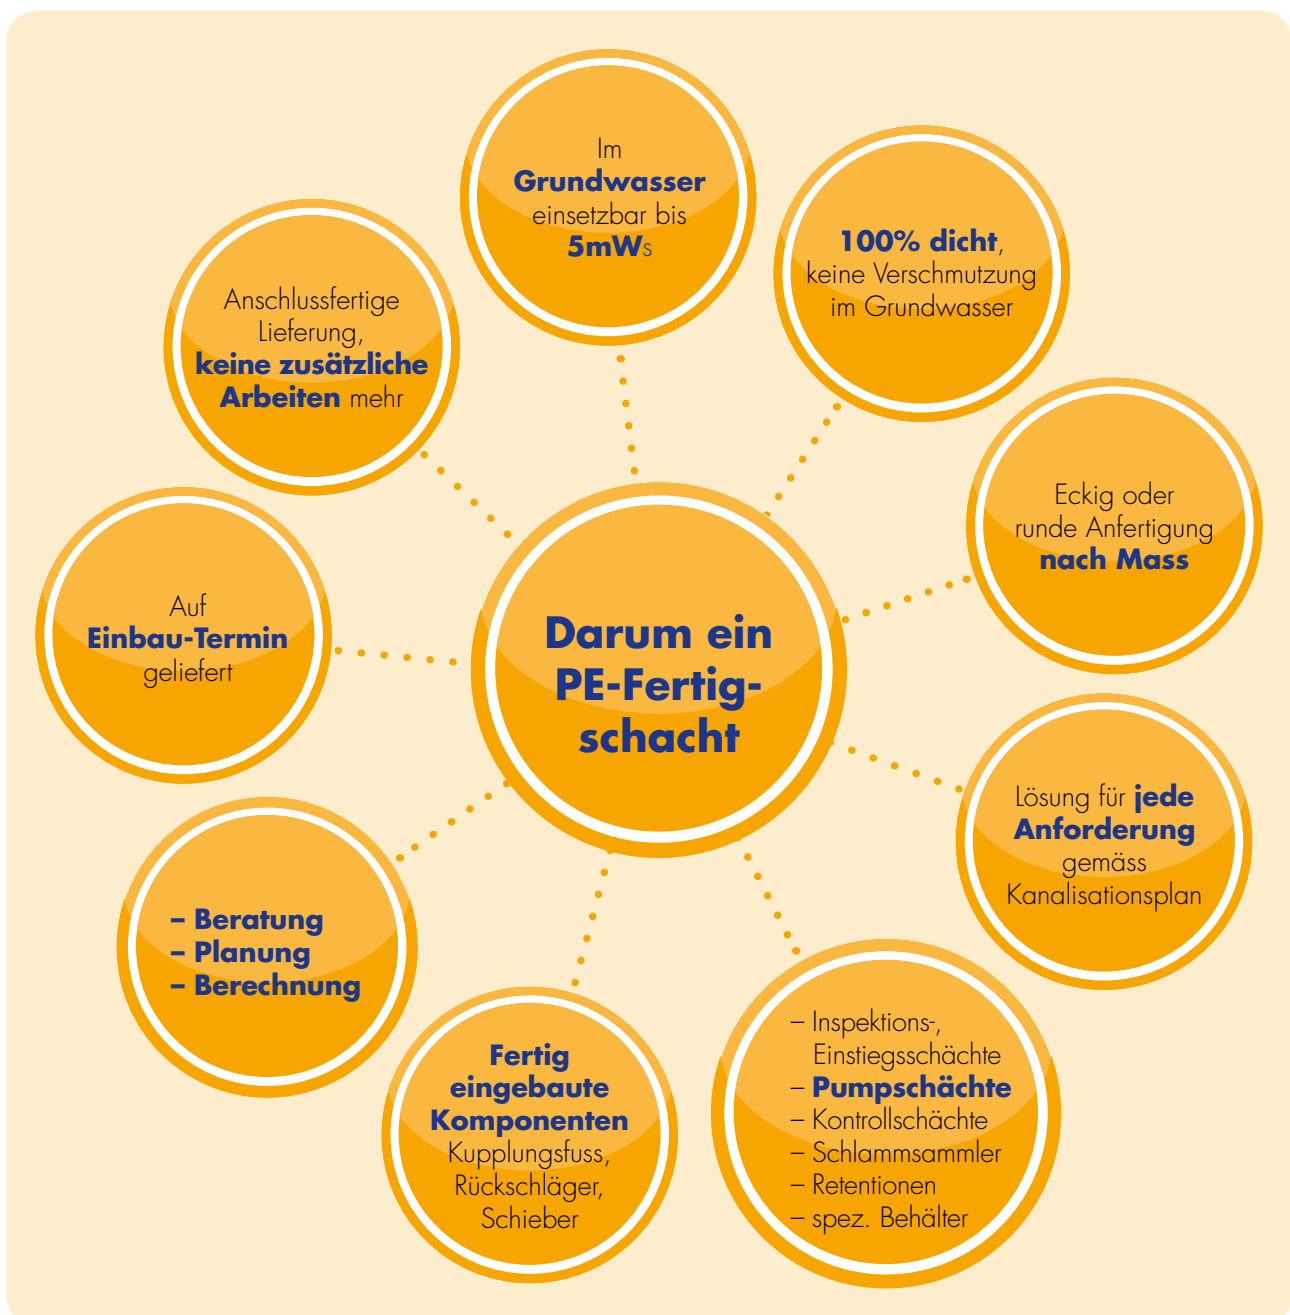 Im
Grundwasser
einsetzbar bis
5mWs
100% dicht,
keine Verschmutzung
im Grundwasser
Anschlussfertige
Lieferung,
keine zusätzliche
Arbeiten mehr
Eckig oder
runde Anfertigung
nach Mass
Auf
Einbau-Termin
geliefert
Darum ein
PE-Fertig-
schacht
Lösung für jede
Anforderung
gemäss
Kanalisationsplan
– Beratung
– Planung
– Berechnung
Fertig
eingebaute
Komponenten
Kupplungsfuss,
Rückschläger,
Schieber
– Inspektions-,
Einstiegsschächte
– Pumpschächte
– Kontrollschächte
– Schlammsammler
– Retentionen
– spez. Behälter